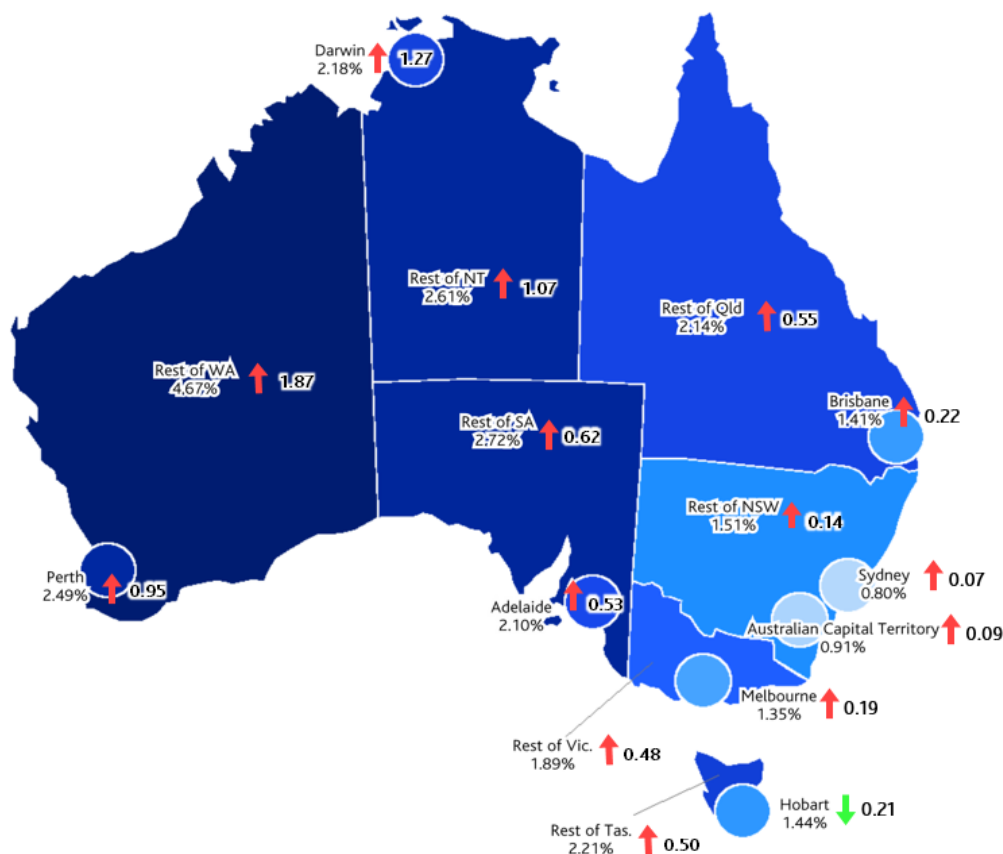 Darwin
2.18%
1.27
Rest of NT
2.61%
1.07
Rest of Qld
2.14%
0.55
Rest of WA
4.67%
1.87
Rest of SA
2.72%
0.62
Brisbane
1.41%
0.22
Rest of NSW
1.51%
0.14
Perth
2.49%
0.95
Adelaide
2.10%
0.53
Sydney
0.80%
0.07
Australian Capital Territory
0.91%
0.09
Melbourne
1.35%
0.19
Rest of Vic.
1.89%
0.48
Hobart
1.44%
0.21
Rest of Tas.
2.21%
0.50